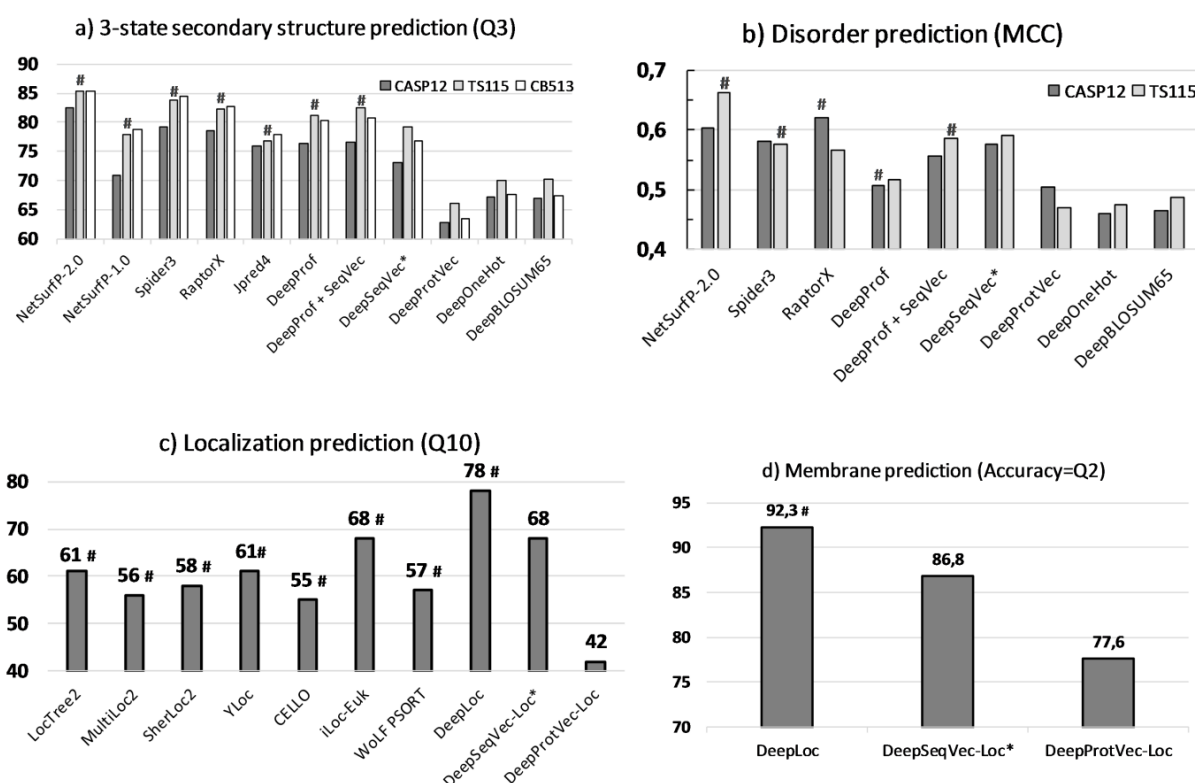 a) 3-state secondary structure prediction (Q3)
90
85
80
75
70
65
60
CASP12 TS115 CB513
# # # # # # #
NetSurfP-2.0
NetSurfP-1.0
Spider3
RaptorX
Jpred4
DeepProf
DeepProf + SeqVec
DeepSeqVec*
DeepProtVec
DeepOneHot
DeepBLOSUM65
b) Disorder prediction (MCC)
0,7
0,6
0,5
0,4
CASP12 TS115
# # # # #
NetSurfP-2.0
Spider3
RaptorX
DeepProf
DeepProf + SeqVec
DeepSeqVec*
DeepProtVec
DeepOneHot
DeepBLOSUM65
c) Localization prediction (Q10)
80
70
60
50
40
61 #
56 #
58 #
61#
55 #
68 #
57 #
78 #
68
42
LocTree2
MultiLoc2
SherLoc2
YLoc
CELLO
iLoc-Euk
WoLF PSORT
DeepLoc
DeepSeqVec-Loc*
DeepProtVec-Loc
d) Membrane prediction (Accuracy=Q2)
95
90
85
80
75
70
92,3 #
86,8
77,6
DeepLoc
DeepSeqVec-Loc*
DeepProtVec-Loc